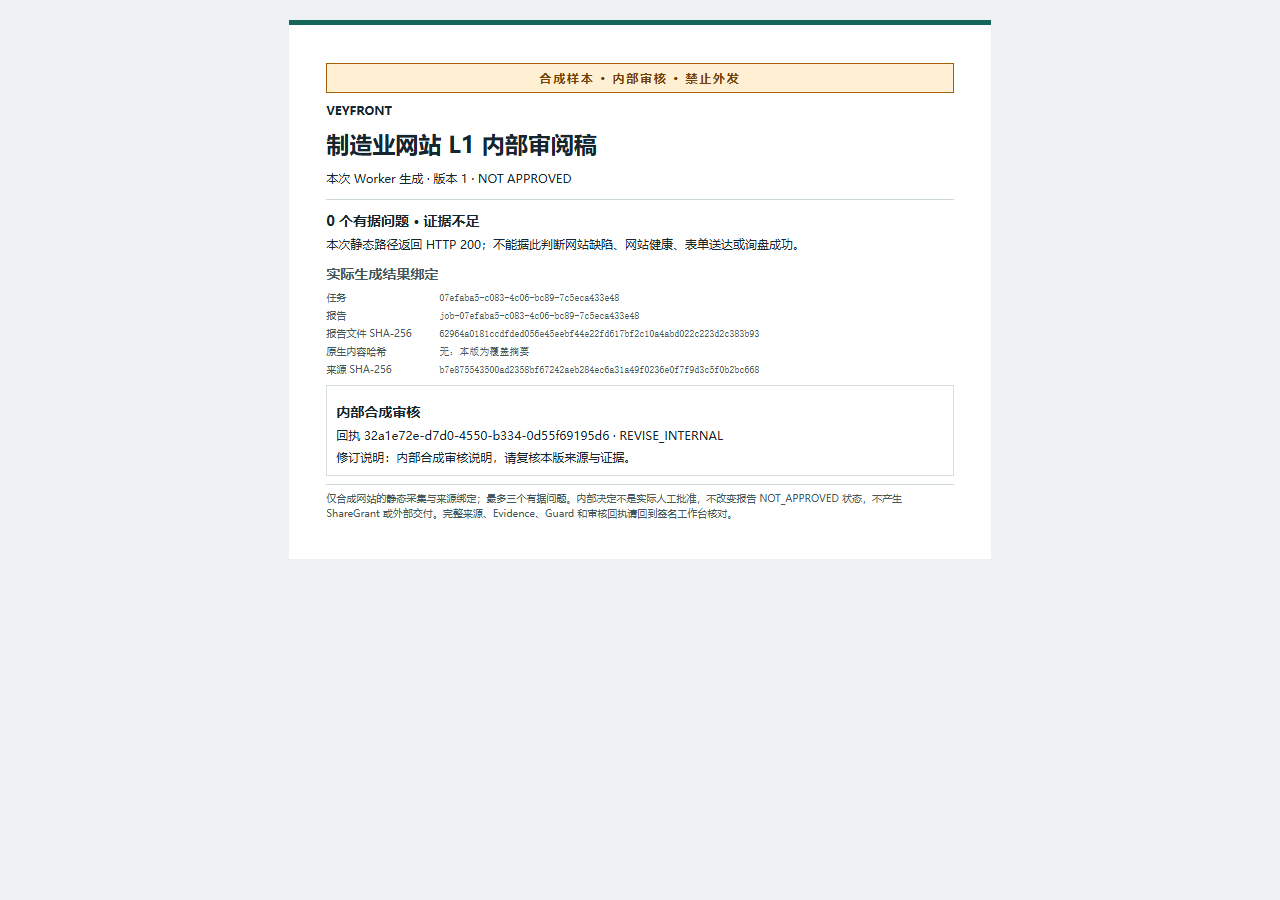 合成样本 • 内部审核 • 禁止外发
VEYFRONT
制造业网站 L1 内部审阅稿
本次 Worker 生成 · 版本 1 · NOT APPROVED
0 个有据问题 • 证据不足
本次静态路径返回 HTTP 200；不能据此判断网站缺陷、网站健康、表单送达或询盘成功。
实际生成结果绑定
任务 07efaba5-c083-4c06-bc89-7c5eca433e48
报告 job-07efaba5-c083-4c06-bc89-7c5eca433e48
报告文件 SHA-256 62964a0181ccdfded056e45eebf44e22fd617bf2c10a4abd022c223d2c383b93
原生内容哈希 无：本版为覆盖摘要
来源 SHA-256 b7e875543500ad2358bf67242aeb284ec6a31a49f0236e0f7f9d3c5f0b2bc668
内部合成审核
回执 32a1e72e-d7d0-4550-b334-0d55f69195d6 · REVISE_INTERNAL
修订说明：内部合成审核说明，请复核本版来源与证据。
仅合成网站的静态采集与来源绑定；最多三个有据问题。内部决定不是实际人工批准，不改变报告 NOT_APPROVED 状态，不产生
ShareGrant 或外部交付。完整来源、Evidence、Guard 和审核回执请回到签名工作台核对。